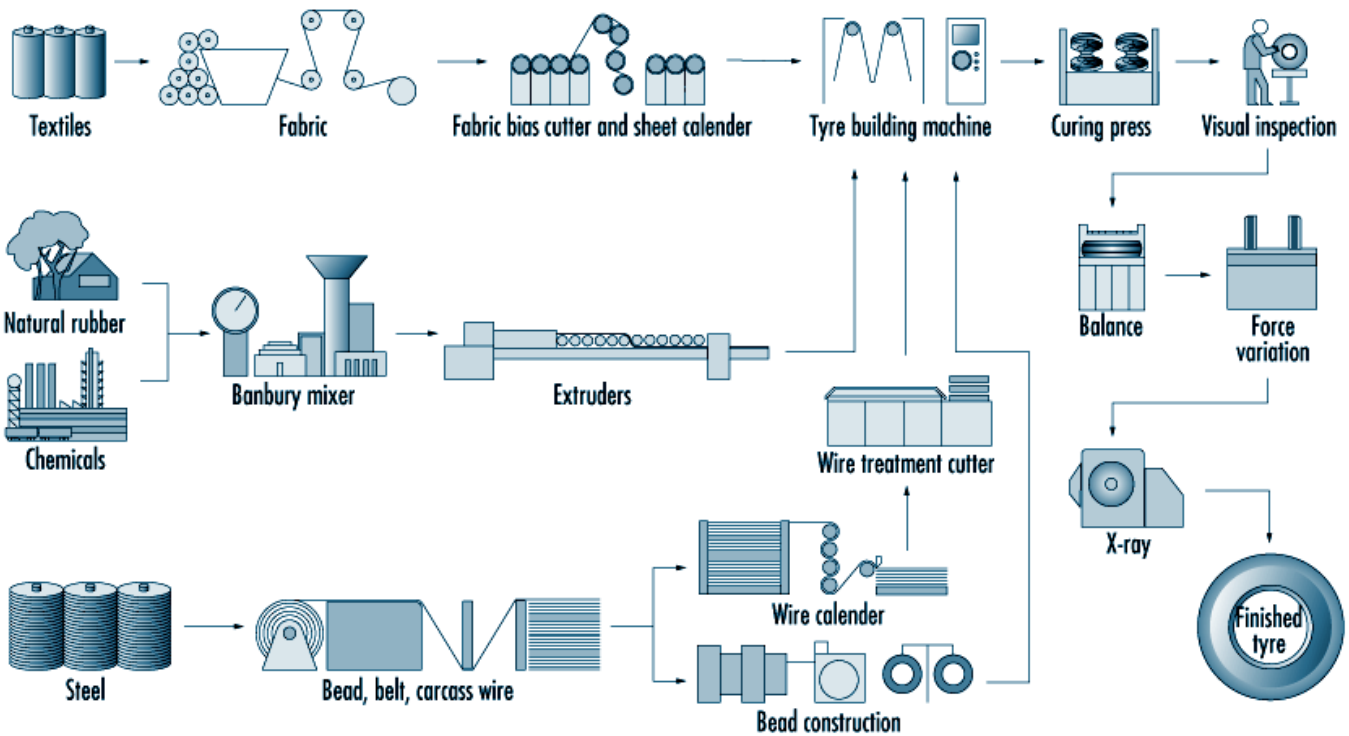 Textiles
Fabric
Fabric bias cutter and sheet calender
Tyre building machine
Curing press
Visual inspection
Natural rubber
Chemicals
Banbury mixer
Extruders
Wire treatment cutter
Balance
Force
variation
X-ray
Steel
Bead, belt, carcass wire
Wire calender
Bead construction
Finished
tyre